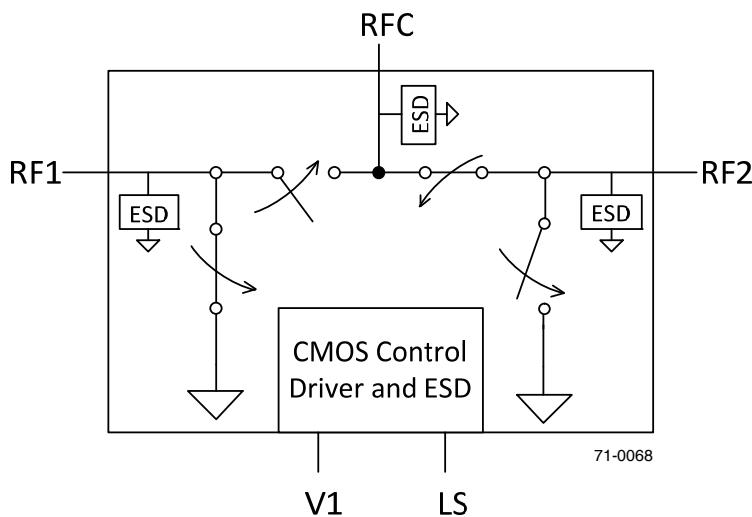 RFC
ESD
RF1
RF2
ESD
ESD
CMOS Control
Driver and ESD
71-0068
V1
LS